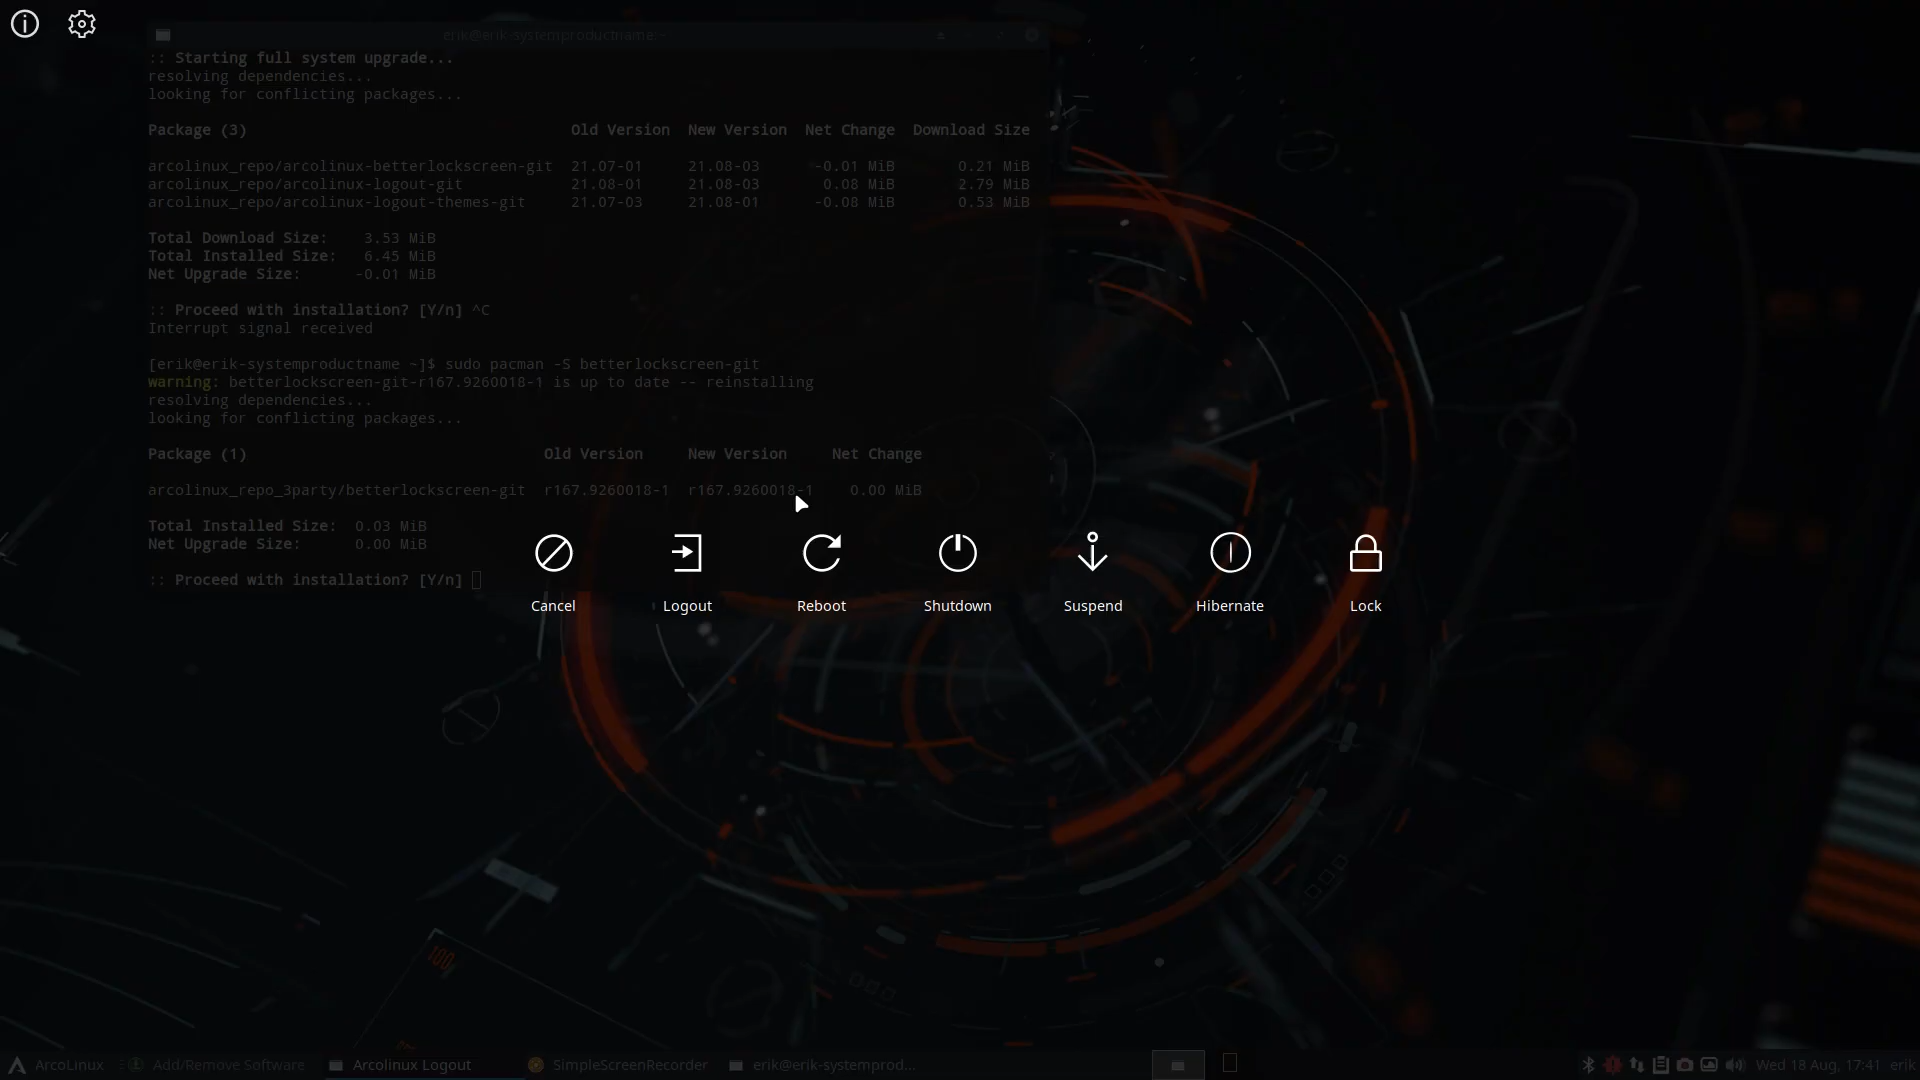 erik@erik-systemproductname:~
:: Starting full system upgrade...
resolving dependencies...
looking for conflicting packages...
Package (3) Old Version New Version Net Change Download Size
arcolinux_repo/arcolinux-betterlockscreen-git 21.07-01 21.08-03 -0.01 MiB 0.21 MiB
arcolinux_repo/arcolinux-logout-git 21.08-01 21.08-03 0.08 MiB 2.79 MiB
arcolinux_repo/arcolinux-logout-themes-git 21.07-03 21.08-01 -0.08 MiB 0.53 MiB
Total Download Size: 3.53 MiB
Total Installed Size: 6.45 MiB
Net Upgrade Size: -0.01 MiB
:: Proceed with installation? [Y/n] ^C
Interrupt signal received
[erik@erik-systemproductname ~]$ sudo pacman -S betterlockscreen-git
warning: betterlockscreen-git-r167.9260018-1 is up to date -- reinstalling
resolving dependencies...
looking for conflicting packages...
Package (1) Old Version New Version Net Change
arcolinux_repo_3party/betterlockscreen-git r167.9260018-1 r167.9260018-1 0.00 MiB
Total Installed Size: 0.03 MiB
Net Upgrade Size: 0.00 MiB
:: Proceed with installation? [Y/n]
Cancel Logout Reboot Shutdown Suspend Hibernate Lock
100
ArcoLinux Add/Remove Software Arcolinux Logout SimpleScreenRecorder erik@erik-systemprod... Wed 18 Aug, 17:41 erik